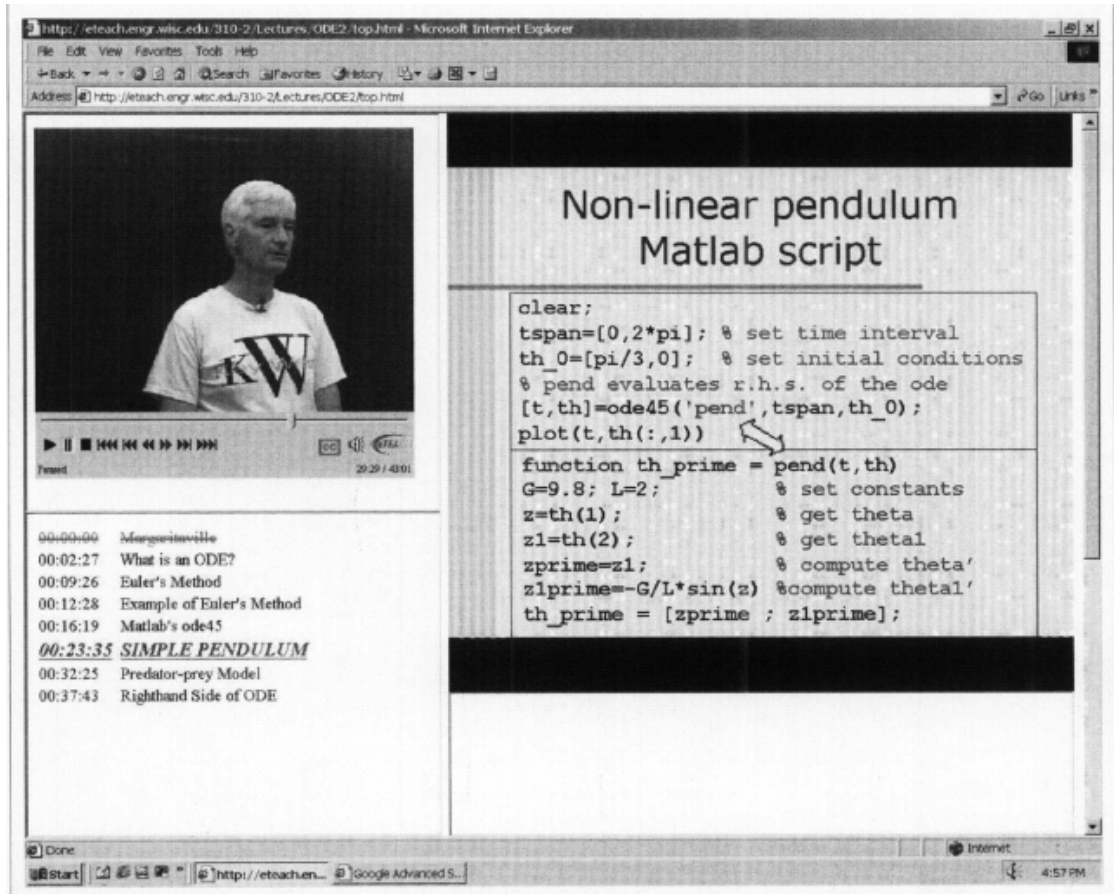 http://eteach.engr.wisc.edu/310-2/Lectures/ODE2/top.html - Microsoft Internet Explorer
File Edit View Favorites Tools Help
Back Search Favorites History
Address http://eteach.engr.wisc.edu/310-2/Lectures/ODE2/top.html Go Links »
KW
cc
Paused 29:29 / 43:01
00:00:00 Margaritaville
00:02:27 What is an ODE?
00:09:26 Euler's Method
00:12:28 Example of Euler's Method
00:16:19 Matlab's ode45
00:23:35 SIMPLE PENDULUM
00:32:25 Predator-prey Model
00:37:43 Righthand Side of ODE
Non-linear pendulum
Matlab script
clear;
tspan=[0,2*pi]; % set time interval
th_0=[pi/3,0]; % set initial conditions
% pend evaluates r.h.s. of the ode
[t,th]=ode45('pend',tspan,th_0);
plot(t,th(:,1))
function th_prime = pend(t,th)
G=9.8; L=2; % set constants
z=th(1); % get theta
z1=th(2); % get theta1
zprime=z1; % compute theta'
z1prime=-G/L*sin(z) %compute theta1'
th_prime = [zprime ; z1prime];
Done Internet
Start » http://eteach.en... Google Advanced S... 4:57 PM